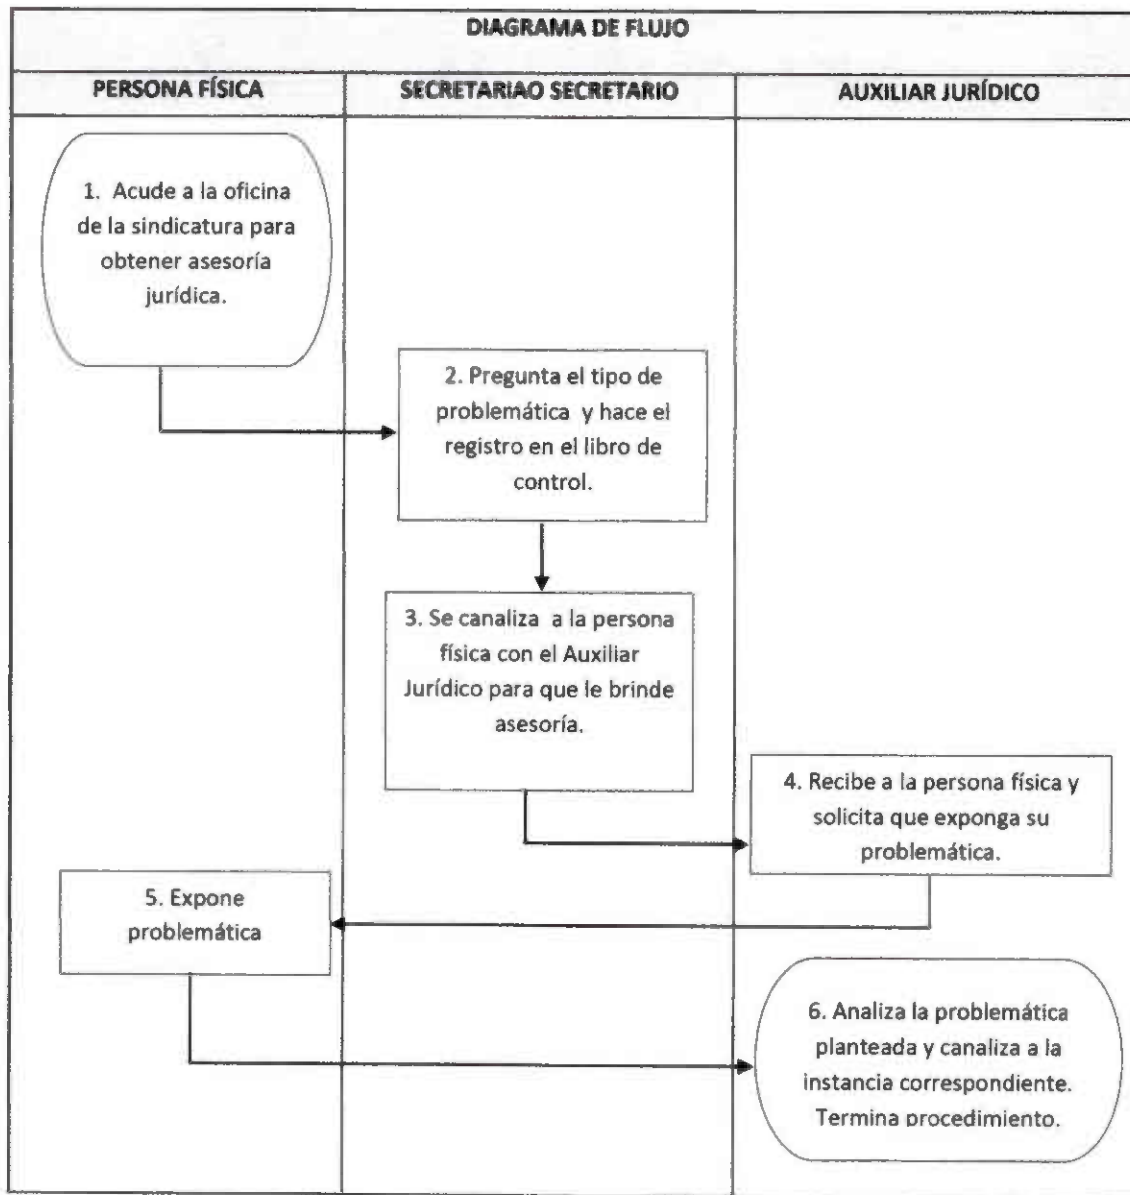 DIAGRAMA DE FLUJO
PERSONA FÍSICA
SECRETARIAO SECRETARIO
AUXILIAR JURÍDICO
1. Acude a la oficina
de la sindicatura para
obtener asesoría
jurídica.
2. Pregunta el tipo de
problemática y hace el
registro en el libro de
control.
3. Se canaliza a la persona
física con el Auxiliar
Jurídico para que le brinde
asesoría.
4. Recibe a la persona física y
solicita que exponga su
problemática.
5. Expone
problemática
6. Analiza la problemática
planteada y canaliza a la
instancia correspondiente.
Termina procedimiento.